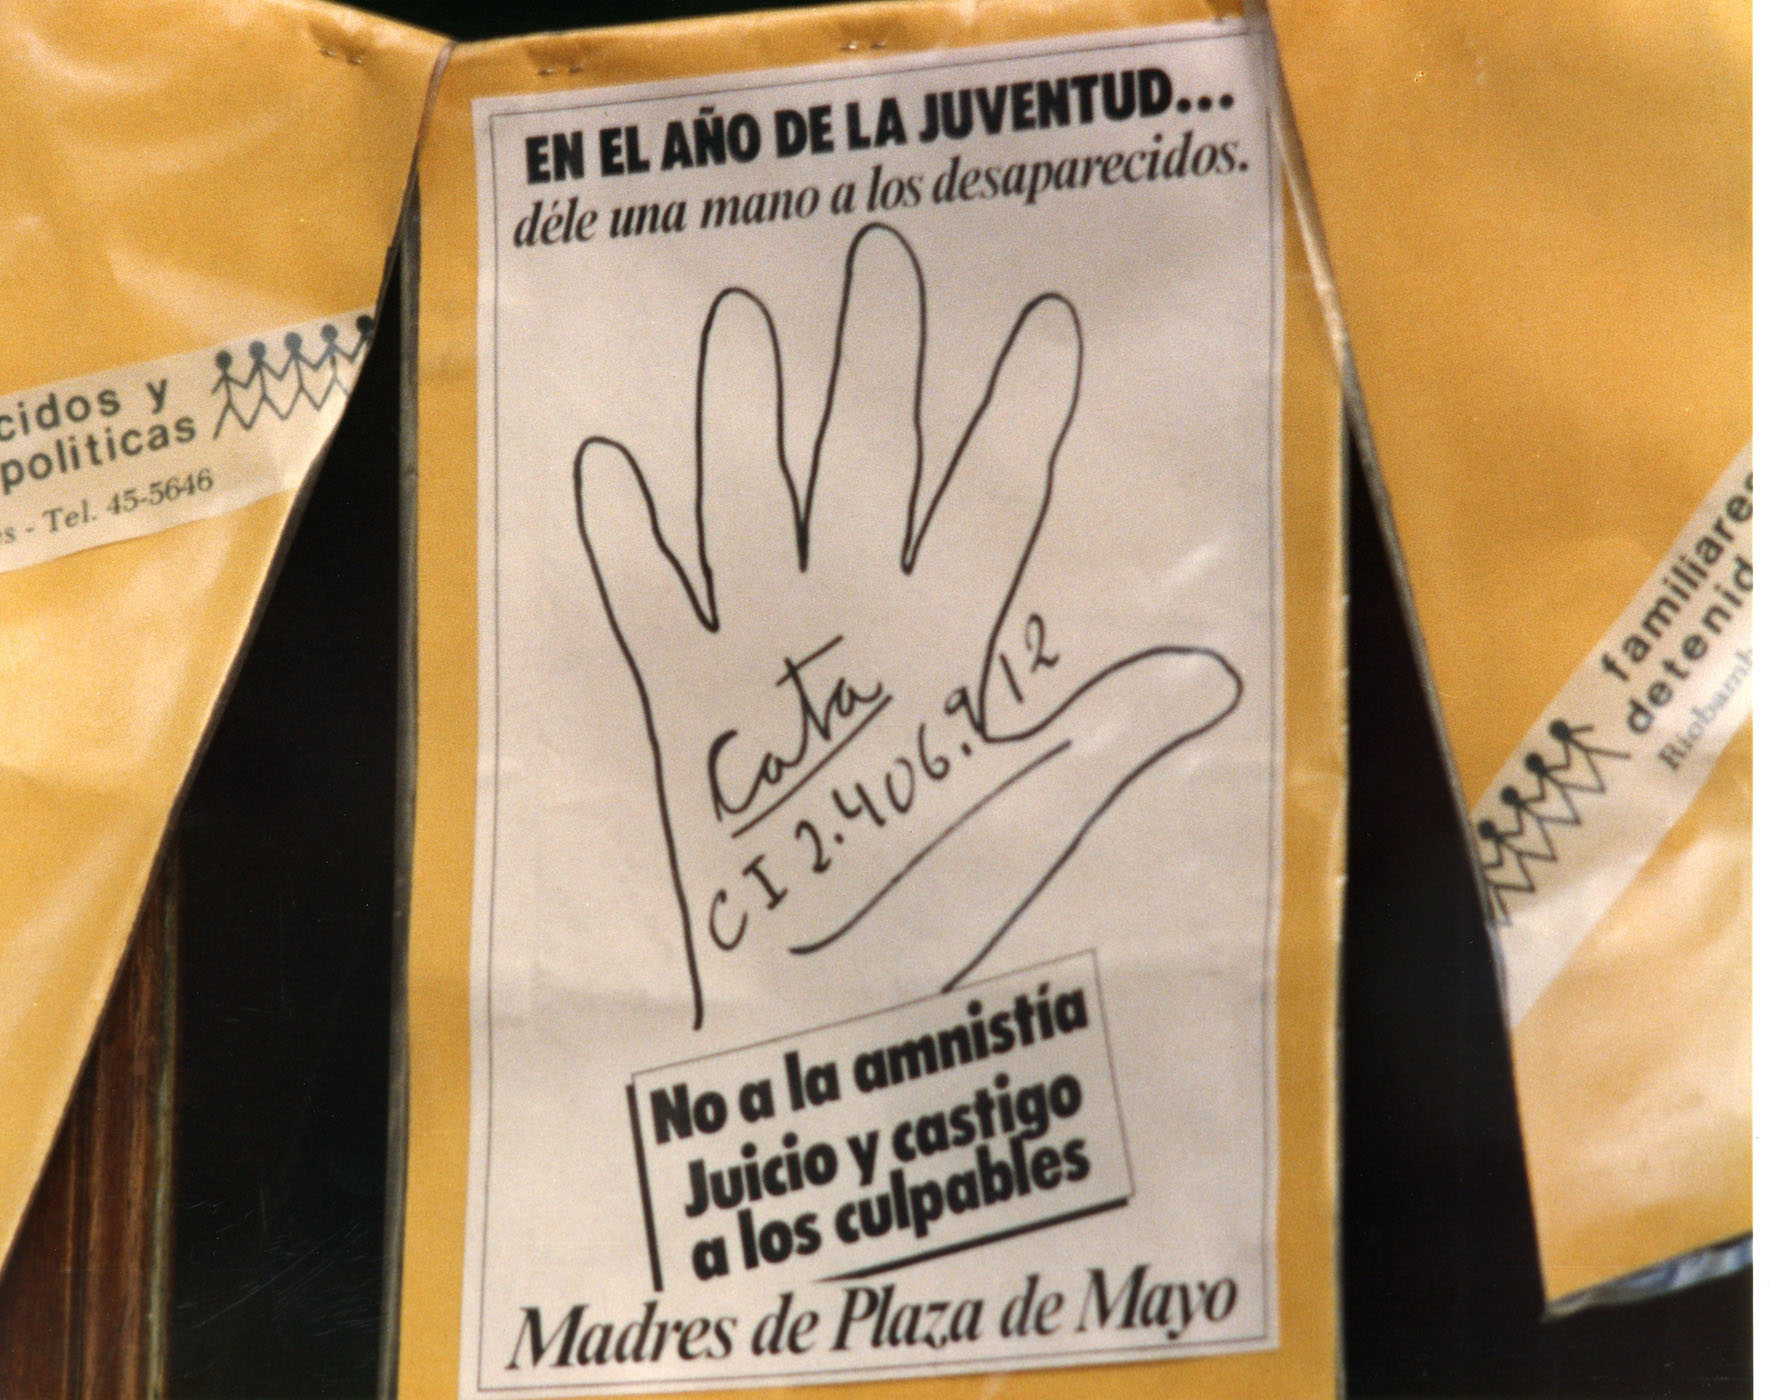 EN EL AÑO DE LA JUVENTUD...
déle una mano a los desaparecidos.
Cata
CI 2.406.912
No a la amnistía
Juicio y castigo
a los culpables
Madres de Plaza de Mayo
cidos y
politicas
es - Tel. 45-5646
familiares
detenid
Riobamb